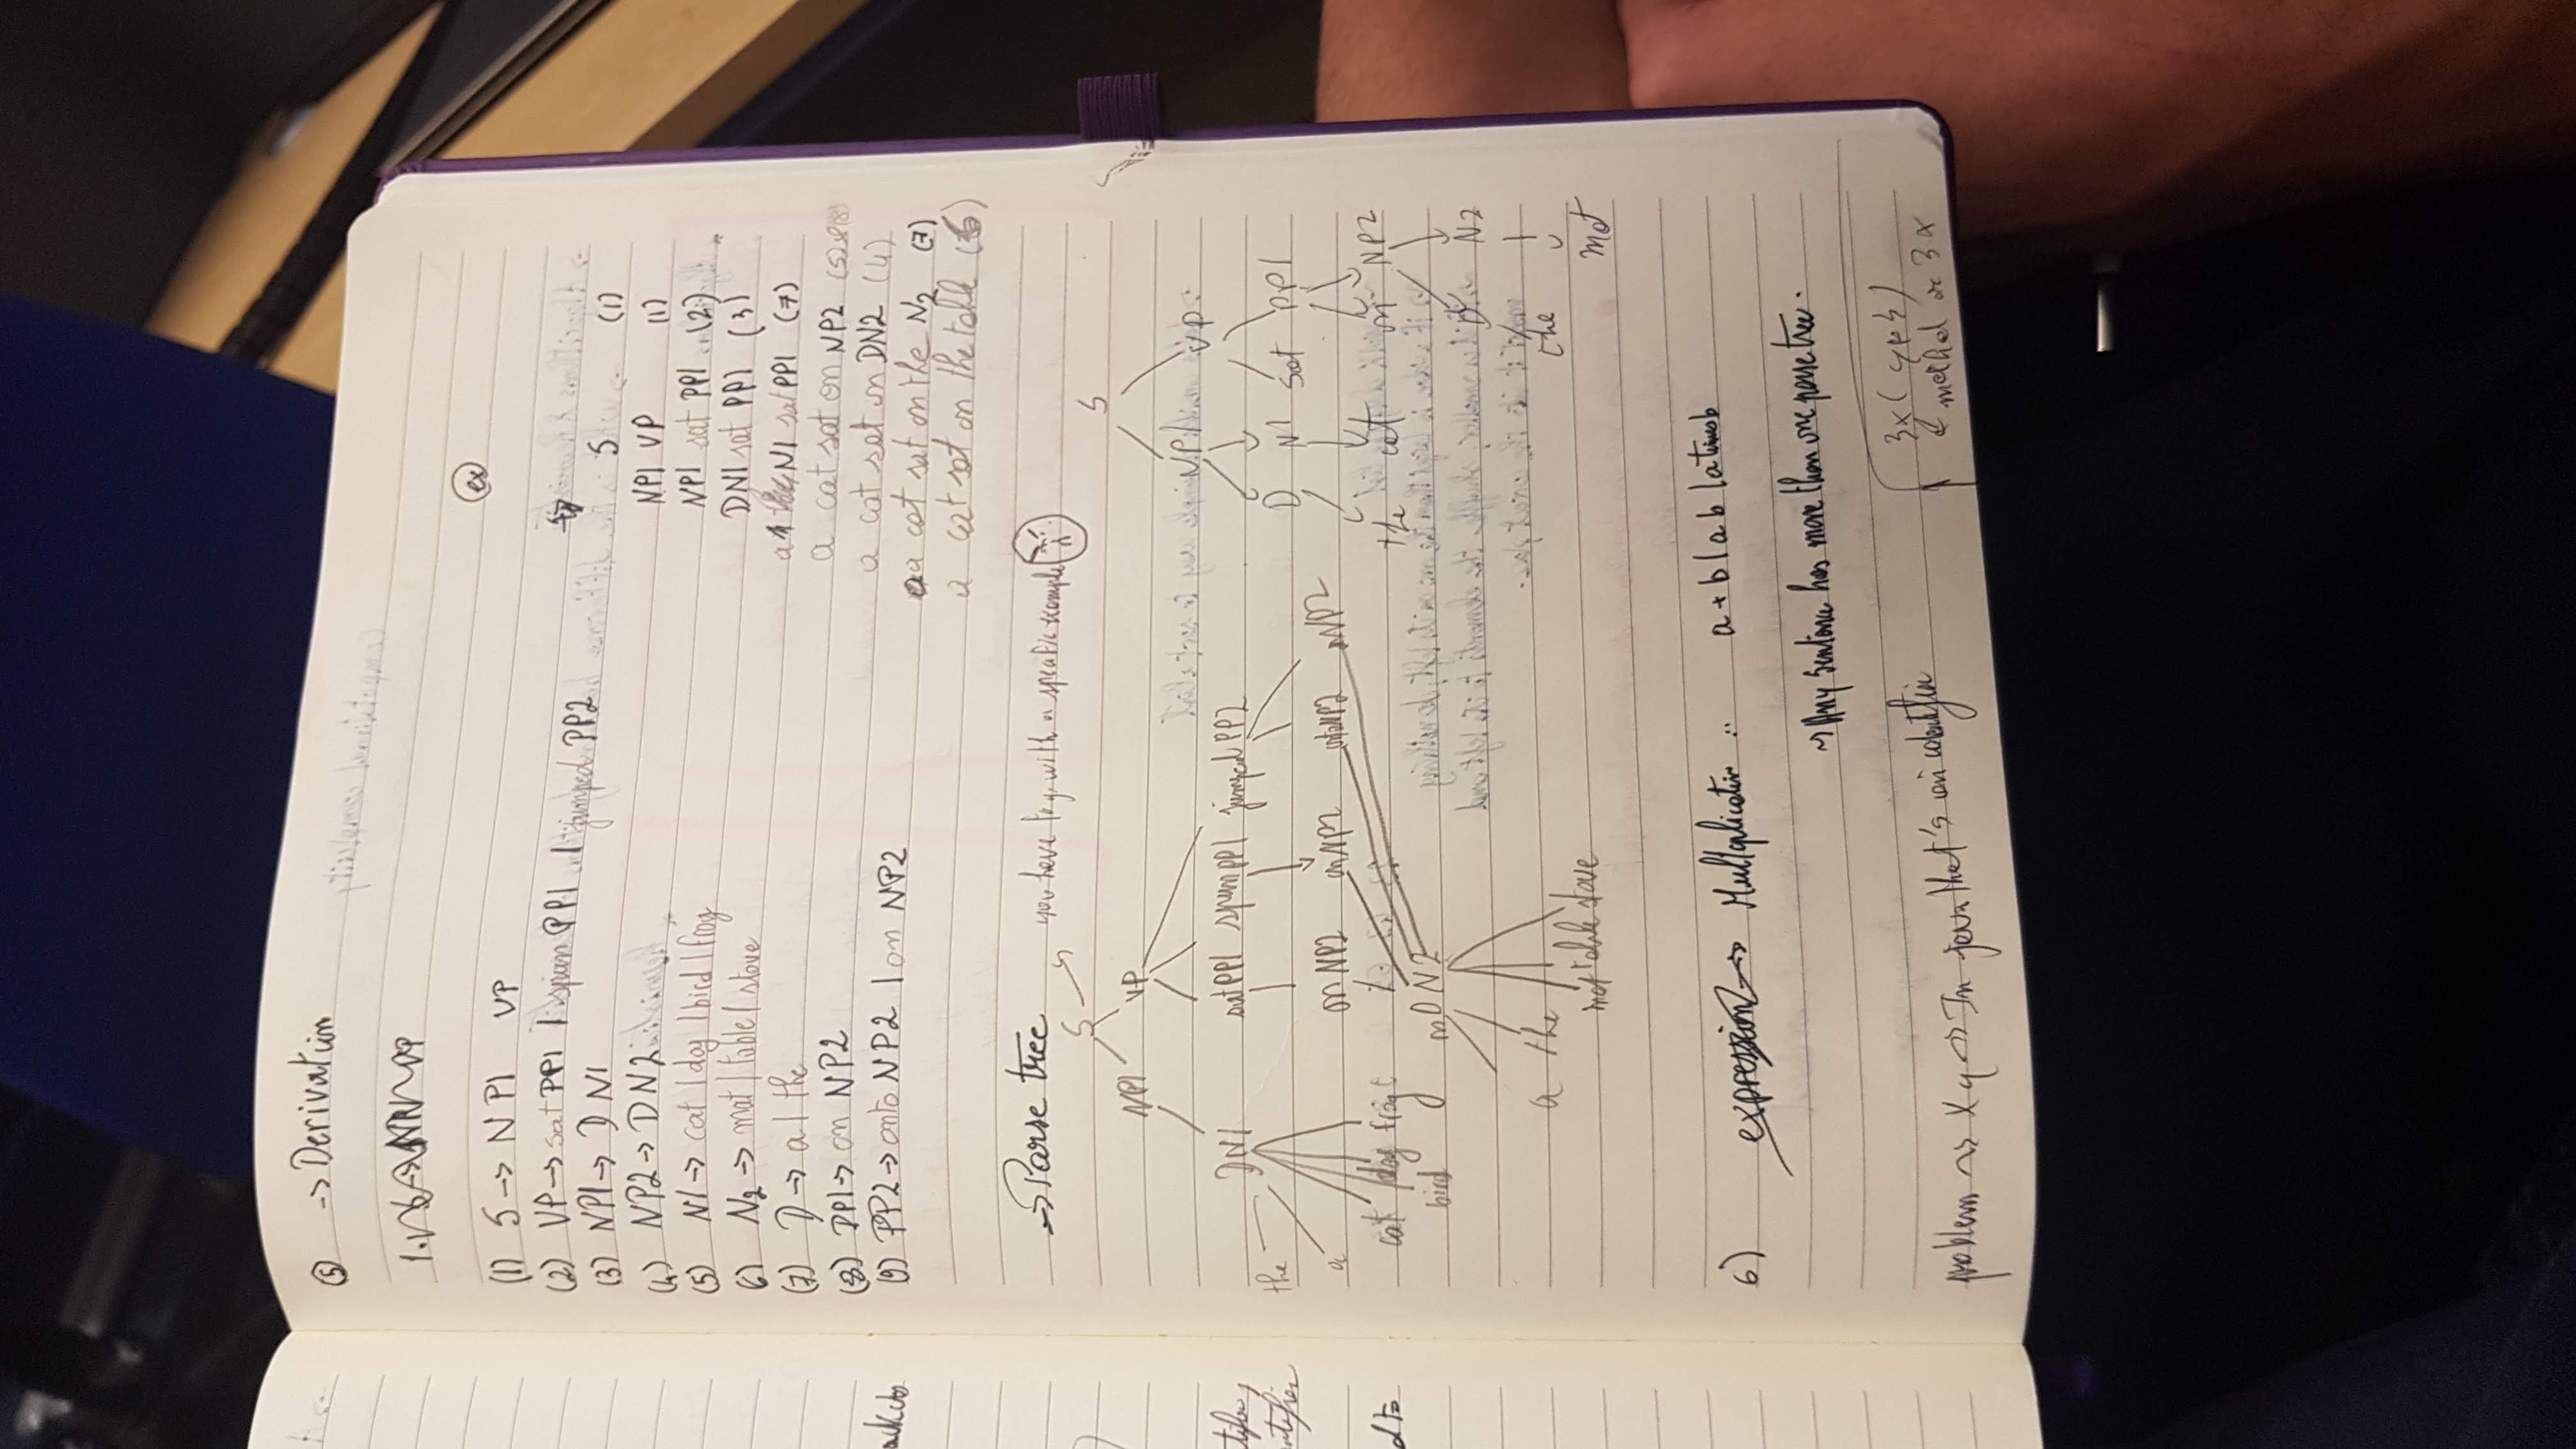 ⑤ -> Derivation
(ex)
(1) S -> NP1 VP
(2) VP -> sat PP1 | spun PP1 | jumped PP2
(3) NP1 -> D N1
(4) NP2 -> D N2
(5) N1 -> cat | dog | bird | frog
6) N2 -> mat | table | stove
(7) D -> a | the
(8) PP1 -> on NP2
(9) PP2 -> onto NP2 | on NP2
S (1)
NP1 VP (1)
NP1 sat PP1 (2)
DN1 sat PP1 (3)
a N1 sat PP1 (7)
a cat sat on NP2 (5) & (8)
a cat sat on DN2 (4)
a cat sat on the N2 (7)
a cat sat on the table (6)
-> Parse tree
you have to go with a specific example
S
NP1 VP
DN1 sat PP1 spun PP1 jumped PP2
the
a
on NP2 on NP2 onto NP2 on NP2
cat dog frog
bird
DN2
a the
mat table stove
S
NP1 VP
D N1 sat PP1
the cat on NP2
D N2
the
mat
6) expression -> Multiplication :: a * b | a b | a times b
-> Any sentence has more than one parse tree.
problem -> X y -> In java that's an identifier
3x(
method or 3 x